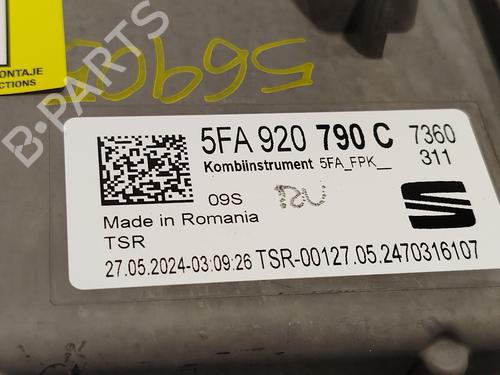 ONTAJE
CTIONS
B-PARTS
5FA 920 790 C 7360
Kombiinstrument 5FA_FPK__ 311
09S
Made in Romania
TSR
27.05.2024-03:09:26 TSR-00127.05.2470316107